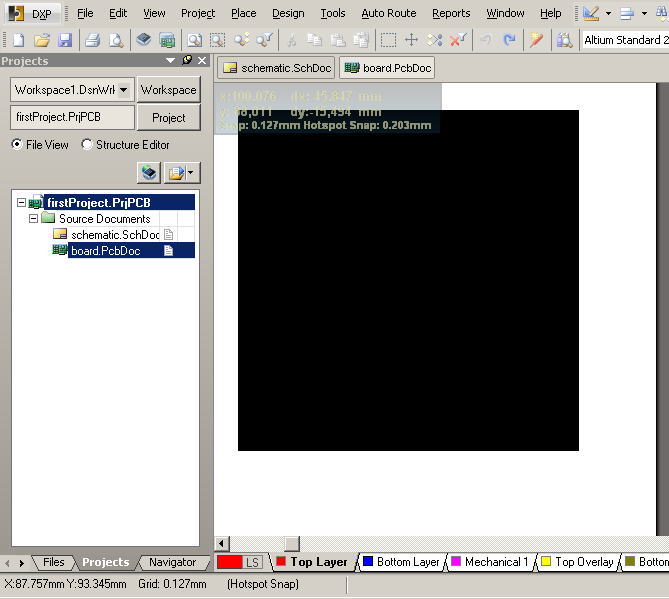 DXP File Edit View Project Place Design Tools Auto Route Reports Window Help
Altium Standard 2
Projects
schematic.SchDoc board.PcbDoc
Workspace1.DsnWrk Workspace
firstProject.PrjPCB Project
File View Structure Editor
x:100,076 dx: 45,847 mm
y: 88,011 dy:-15,494 mm
Snap: 0.127mm Hotspot Snap: 0.203mm
firstProject.PrjPCB
Source Documents
schematic.SchDoc
board.PcbDoc
Files Projects Navigator
LS Top Layer Bottom Layer Mechanical 1 Top Overlay Bottom
X:87.757mm Y:93.345mm Grid: 0.127mm (Hotspot Snap)